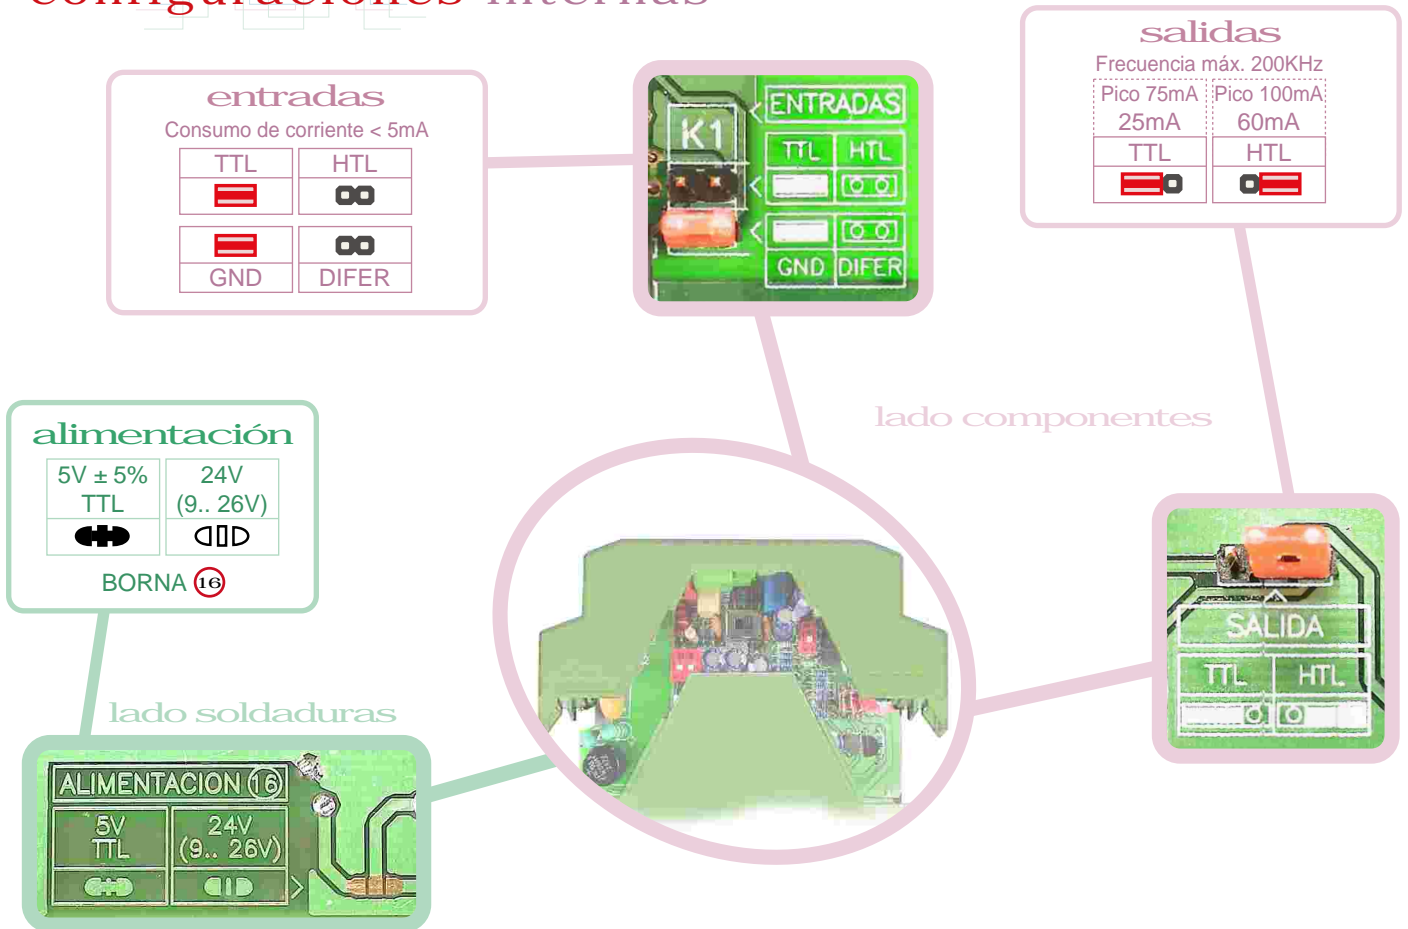 configuraciones internas
salidas
Frecuencia máx. 200KHz
Pico 75mA Pico 100mA
25mA 60mA
TTL HTL
entradas
Consumo de corriente < 5mA
TTL HTL
GND DIFER
ENTRADAS
K1
TTL HTL
GND DIFER
lado componentes
alimentación
5V ± 5% 24V
TTL (9.. 26V)
BORNA 16
SALIDA
TTL HTL
lado soldaduras
ALIMENTACION 16
5V 24V
TTL (9.. 26V)